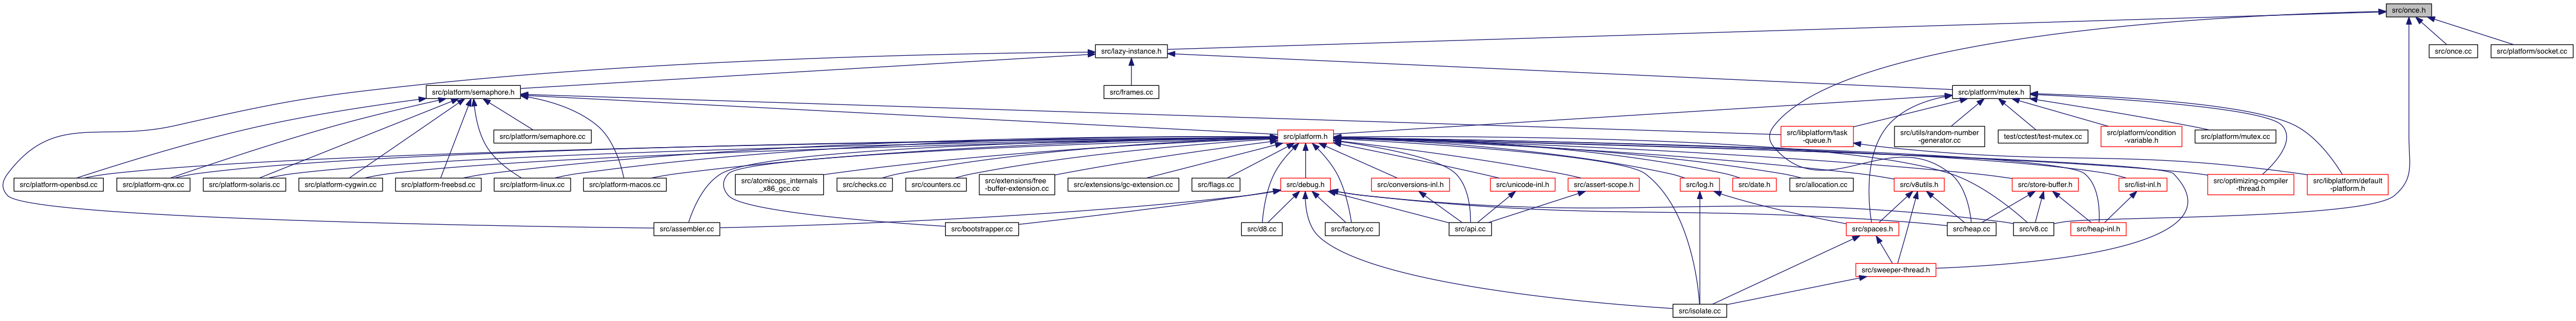 src/once.h
src/lazy-instance.h
src/once.cc
src/platform/socket.cc
src/platform/semaphore.h
src/frames.cc
src/platform/mutex.h
src/platform/semaphore.cc
src/platform.h
src/libplatform/task
-queue.h
src/utils/random-number
-generator.cc
test/cctest/test-mutex.cc
src/platform/condition
-variable.h
src/platform/mutex.cc
src/platform-openbsd.cc
src/platform-qnx.cc
src/platform-solaris.cc
src/platform-cygwin.cc
src/platform-freebsd.cc
src/platform-linux.cc
src/platform-macos.cc
src/atomicops_internals
_x86_gcc.cc
src/checks.cc
src/counters.cc
src/extensions/free
-buffer-extension.cc
src/extensions/gc-extension.cc
src/flags.cc
src/debug.h
src/conversions-inl.h
src/unicode-inl.h
src/assert-scope.h
src/log.h
src/date.h
src/allocation.cc
src/v8utils.h
src/store-buffer.h
src/list-inl.h
src/optimizing-compiler
-thread.h
src/libplatform/default
-platform.h
src/assembler.cc
src/bootstrapper.cc
src/d8.cc
src/factory.cc
src/api.cc
src/spaces.h
src/heap.cc
src/v8.cc
src/heap-inl.h
src/sweeper-thread.h
src/isolate.cc